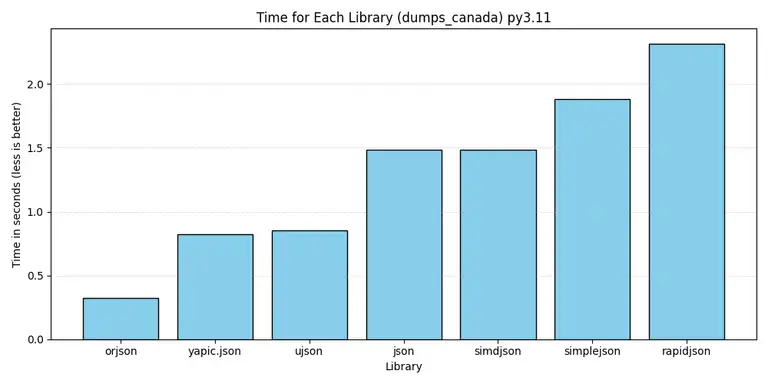 Time for Each Library (dumps_canada) py3.11
Time in seconds (less is better)
2.0
1.5
1.0
0.5
0.0
orjson yapic.json ujson json simdjson simplejson rapidjson
Library